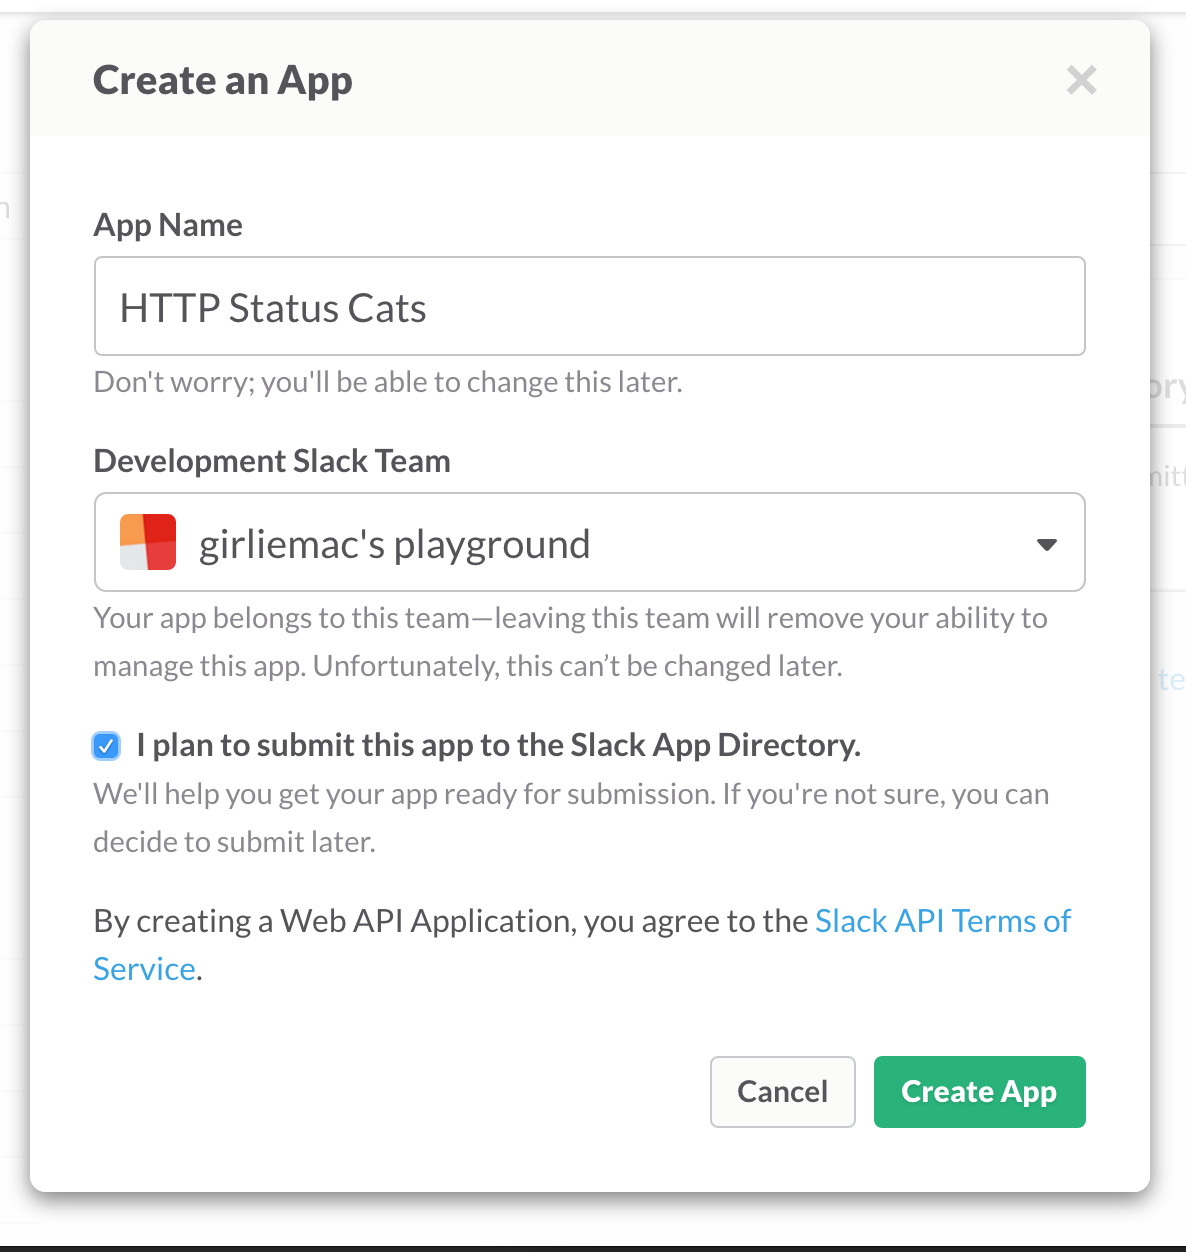 Create an App
App Name
HTTP Status Cats
Don't worry; you'll be able to change this later.
Development Slack Team
girliemac's playground
Your app belongs to this team—leaving this team will remove your ability to
manage this app. Unfortunately, this can’t be changed later.
I plan to submit this app to the Slack App Directory.
We'll help you get your app ready for submission. If you're not sure, you can
decide to submit later.
By creating a Web API Application, you agree to the Slack API Terms of
Service.
Cancel
Create App